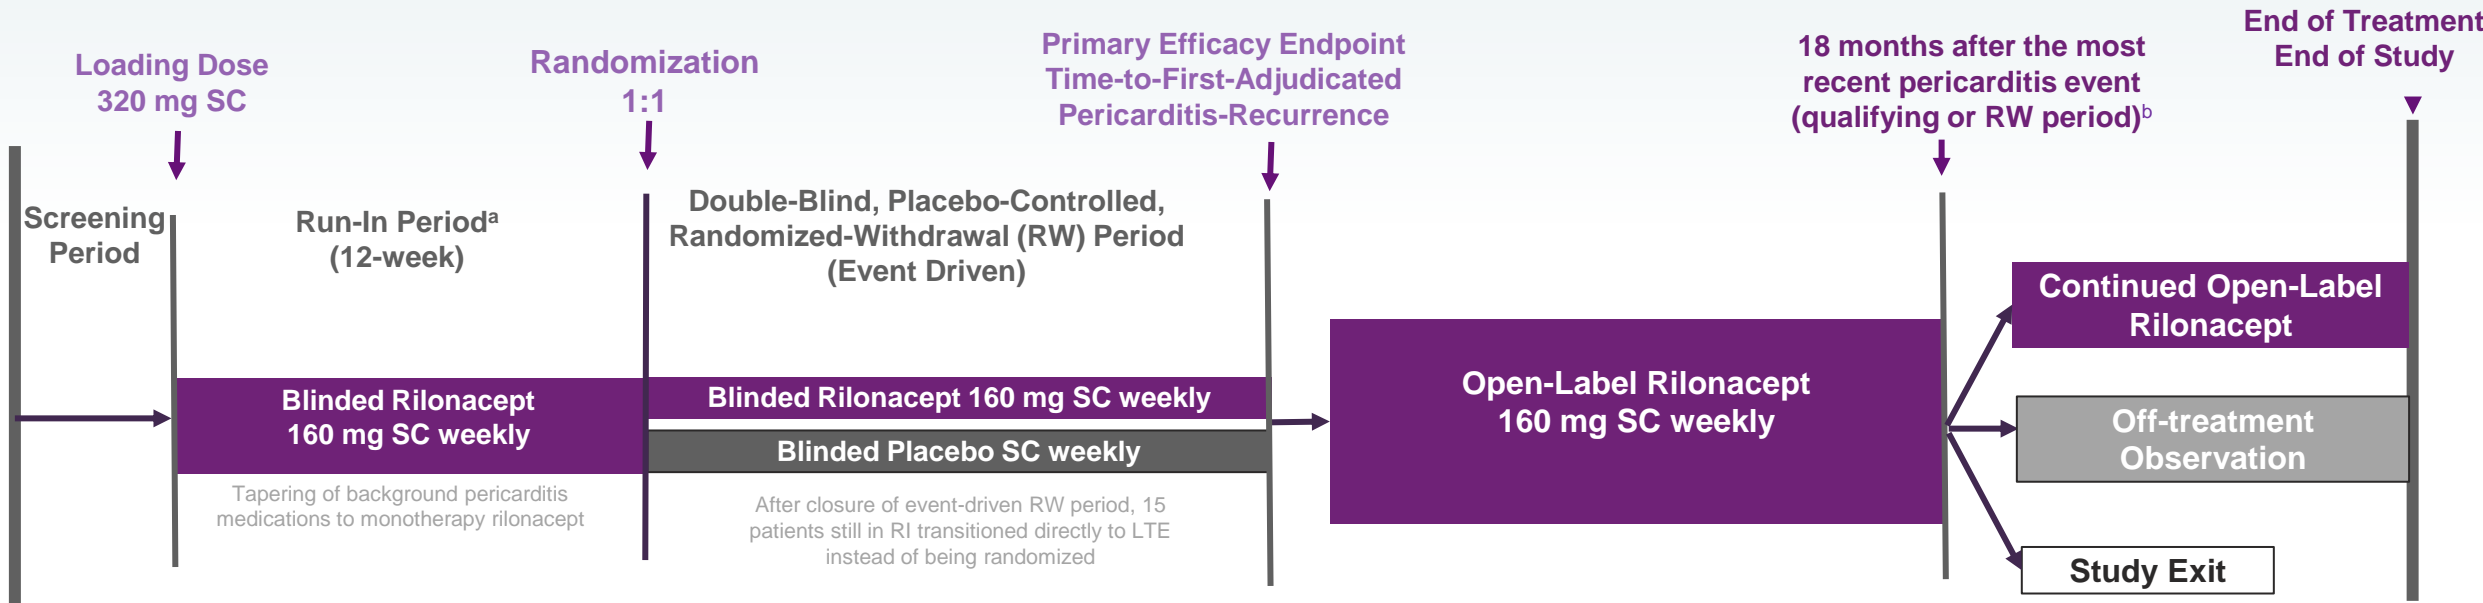 Loading Dose
320 mg SC
Randomization
1:1
Primary Efficacy Endpoint
Time-to-First-Adjudicated
Pericarditis-Recurrence
18 months after the most
recent pericarditis event
(qualifying or RW period)ᵇ
End of Treatment
End of Study
Screening
Period
Run-In Periodᵃ
(12-week)
Double-Blind, Placebo-Controlled,
Randomized-Withdrawal (RW) Period
(Event Driven)
Blinded Rilonacept
160 mg SC weekly
Tapering of background pericarditis
medications to monotherapy rilonacept
Blinded Rilonacept 160 mg SC weekly
Blinded Placebo SC weekly
After closure of event-driven RW period, 15
patients still in RI transitioned directly to LTE
instead of being randomized
Open-Label Rilonacept
160 mg SC weekly
Continued Open-Label
Rilonacept
Off-treatment
Observation
Study Exit